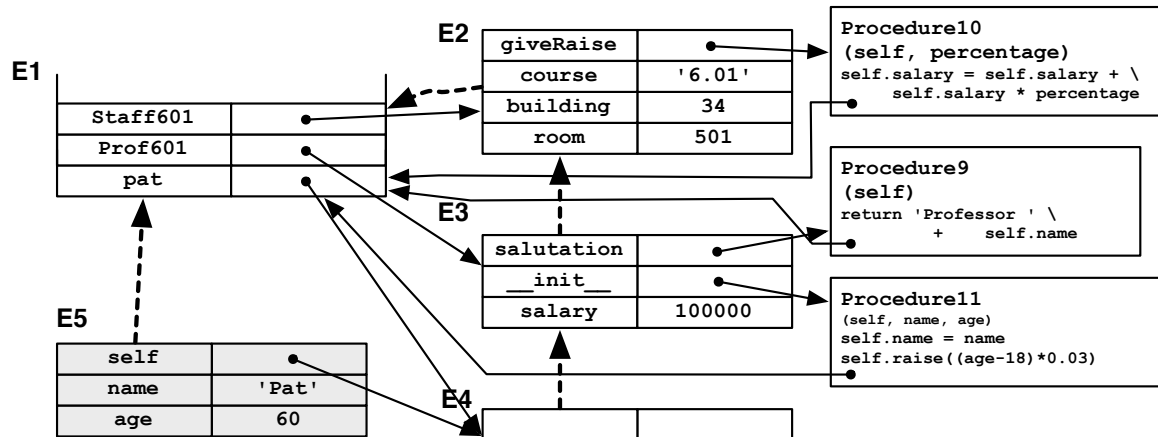 E1
Staff601
Prof601
pat
E2
giveRaise
course '6.01'
building 34
room 501
E3
salutation
__init__
salary 100000
E4
E5
self
name 'Pat'
age 60
Procedure10
(self, percentage)
self.salary = self.salary + \
self.salary * percentage
Procedure9
(self)
return 'Professor ' \
+ self.name
Procedure11
(self, name, age)
self.name = name
self.raise((age-18)*0.03)